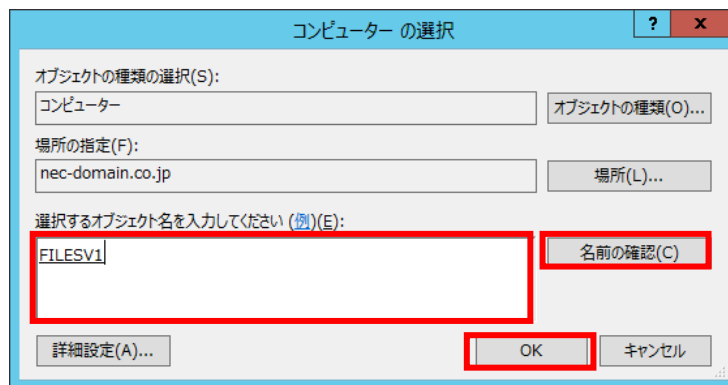 コンピューター の選択
? x
オブジェクトの種類の選択(S):
コンピューター
オブジェクトの種類(O)...
場所の指定(F):
nec-domain.co.jp
場所(L)...
選択するオブジェクト名を入力してください (例)(E):
FILESV1
名前の確認(C)
詳細設定(A)...
OK
キャンセル